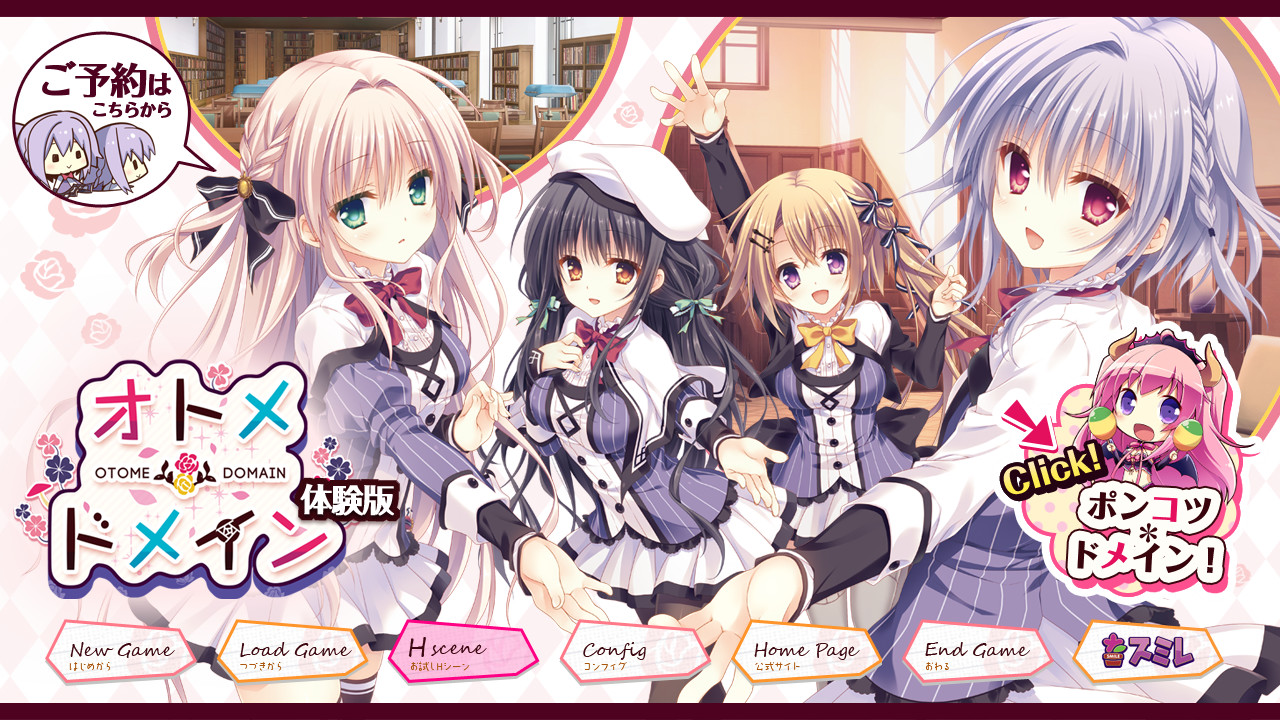 ご予約は
こちらから
オトメ
OTOME DOMAIN
ドメイン
体験版
Click!
ポンコツ
*
ドメイン!
New Game
はじめから
Load Game
つづきから
H scene
お試しHシーン
Config
コンフィグ
Home Page
公式サイト
End Game
おわる
SMILE
スミレ